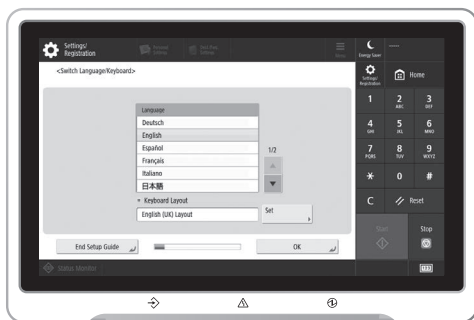 Settings/
Registration
Menu
Energy Saver
<Switch Language/Keyboard>
Settings/
Registration
Home
Language
Deutsch
English
Español
Français
Italiano
日本語
1/2
Keyboard Layout
English (UK) Layout
Set
End Setup Guide
OK
1
2
ABC
3
DEF
4
GHI
5
JKL
6
MNO
7
PQRS
8
TUV
9
WXYZ
*
0
#
C
Reset
Start
Stop
Status Monitor